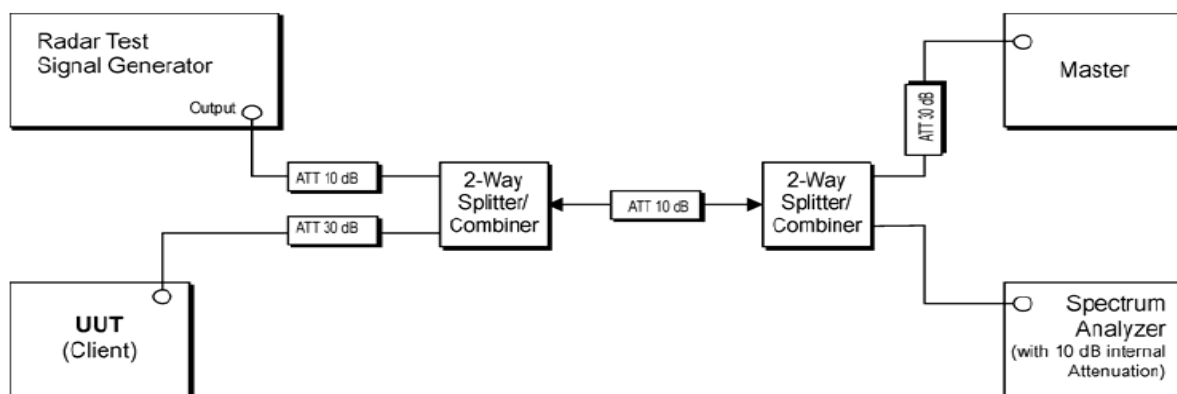 Radar Test
Signal Generator
Output
ATT 10 dB
2-Way
Splitter/
Combiner
ATT 30 dB
ATT 10 dB
2-Way
Splitter/
Combiner
ATT 30 dB
Master
UUT
(Client)
Spectrum
Analyzer
(with 10 dB internal
Attenuation)